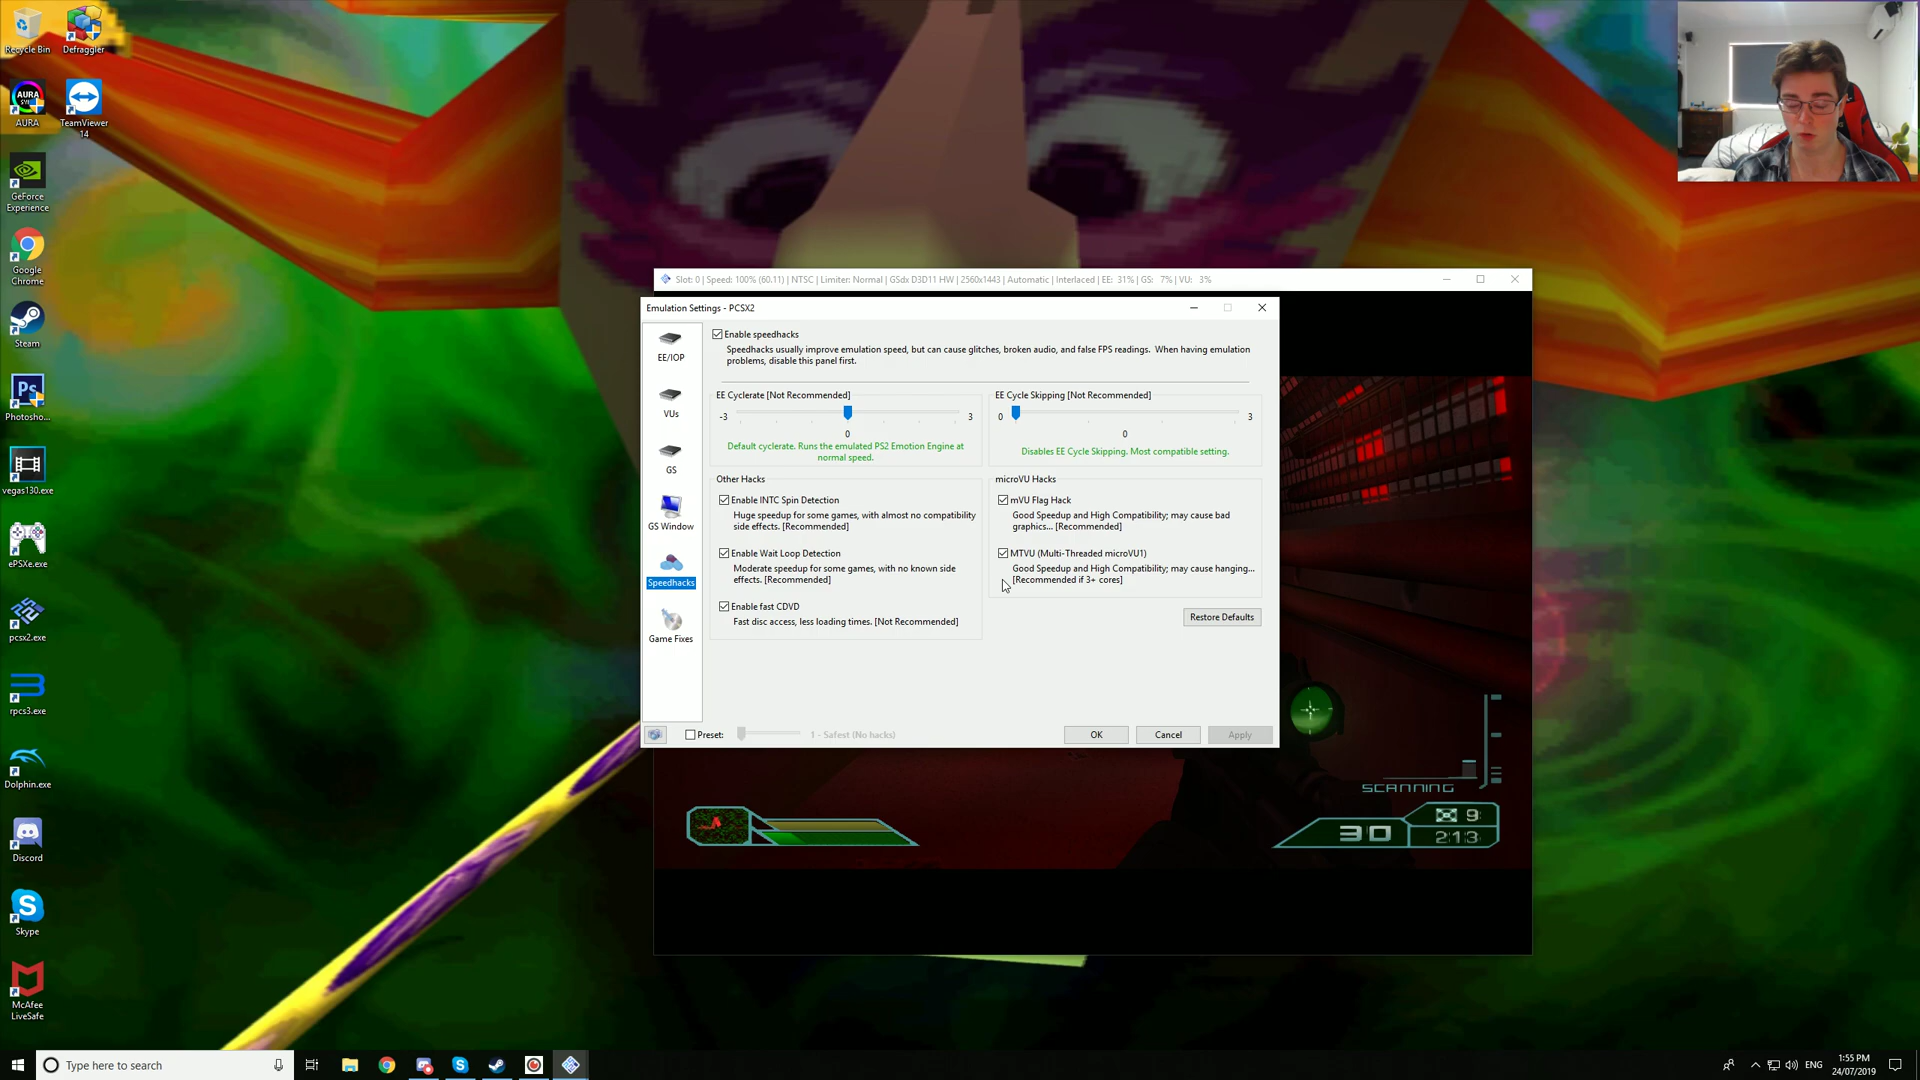 Recycle Bin
Defraggler
AURA
TeamViewer
14
GeForce
Experience
Google
Chrome
Steam
Photosho...
vegas130.exe
ePSXe.exe
pcsx2.exe
rpcs3.exe
Dolphin.exe
Discord
Skype
McAfee
LiveSafe
Slot: 0 | Speed: 100% (60.11) | NTSC | Limiter: Normal | GSdx D3D11 HW | 2560x1443 | Automatic | Interlaced | EE: 31% | GS: 7% | VU: 3%
Emulation Settings - PCSX2
EE/IOP
VUs
GS
GS Window
Speedhacks
Game Fixes
Enable speedhacks
Speedhacks usually improve emulation speed, but can cause glitches, broken audio, and false FPS readings. When having emulation
problems, disable this panel first.
EE Cyclerate [Not Recommended]
-3
3
0
Default cyclerate. Runs the emulated PS2 Emotion Engine at
normal speed.
EE Cycle Skipping [Not Recommended]
0
3
0
Disables EE Cycle Skipping. Most compatible setting.
Other Hacks
Enable INTC Spin Detection
Huge speedup for some games, with almost no compatibility
side effects. [Recommended]
Enable Wait Loop Detection
Moderate speedup for some games, with no known side
effects. [Recommended]
Enable fast CDVD
Fast disc access, less loading times. [Not Recommended]
microVU Hacks
mVU Flag Hack
Good Speedup and High Compatibility; may cause bad
graphics... [Recommended]
MTVU (Multi-Threaded microVU1)
Good Speedup and High Compatibility; may cause hanging...
[Recommended if 3+ cores]
Restore Defaults
Preset:
1 - Safest (No hacks)
OK
Cancel
Apply
SCANNING
30
9
213
Type here to search
ENG
1:55 PM
24/07/2019